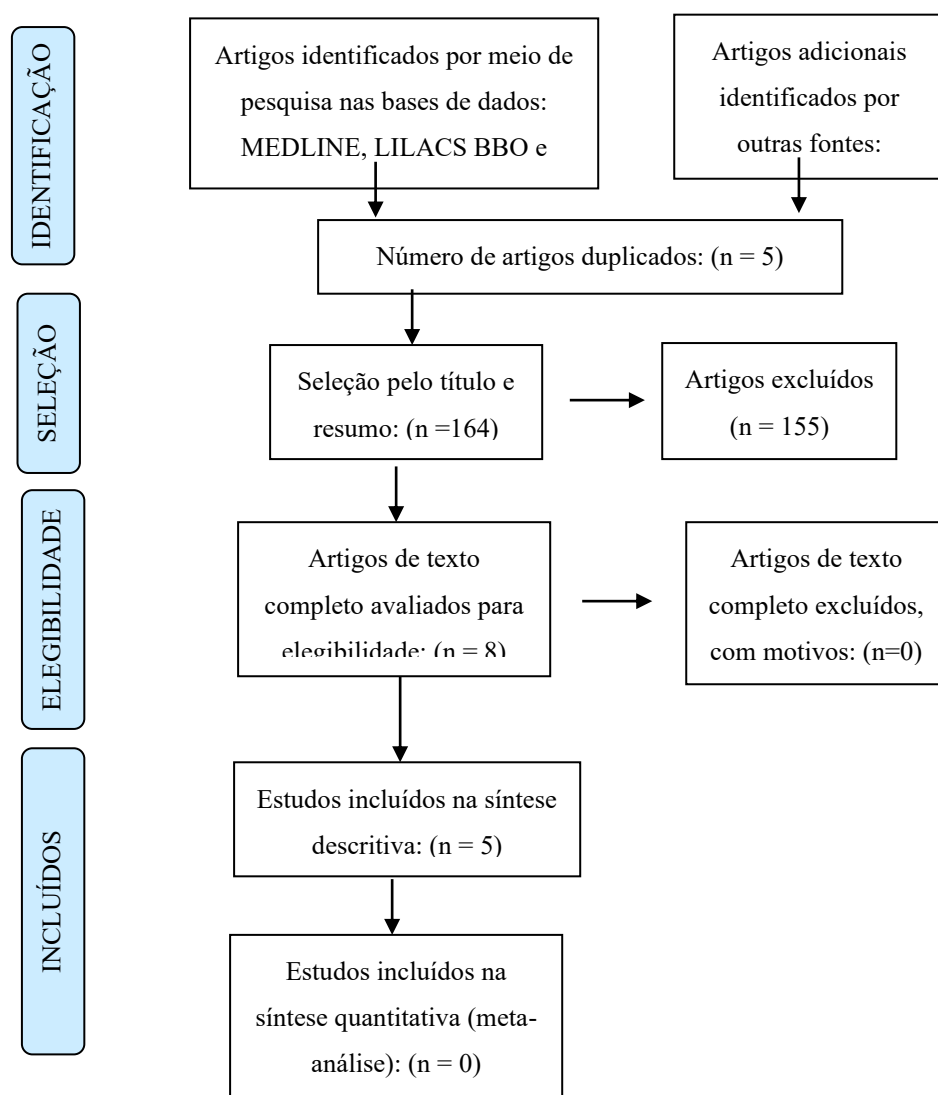 IDENTIFICAÇÃO
Artigos identificados por meio de
pesquisa nas bases de dados:
MEDLINE, LILACS BBO e
Artigos adicionais
identificados por
outras fontes:
Número de artigos duplicados: (n = 5)
SELEÇÃO
Seleção pelo título e
resumo: (n =164)
Artigos excluídos
(n = 155)
ELEGIBILIDADE
Artigos de texto
completo avaliados para
elegibilidade: (n = 8)
Artigos de texto
completo excluídos,
com motivos: (n=0)
INCLUÍDOS
Estudos incluídos na síntese
descritiva: (n = 5)
Estudos incluídos na
síntese quantitativa (meta-
análise): (n = 0)